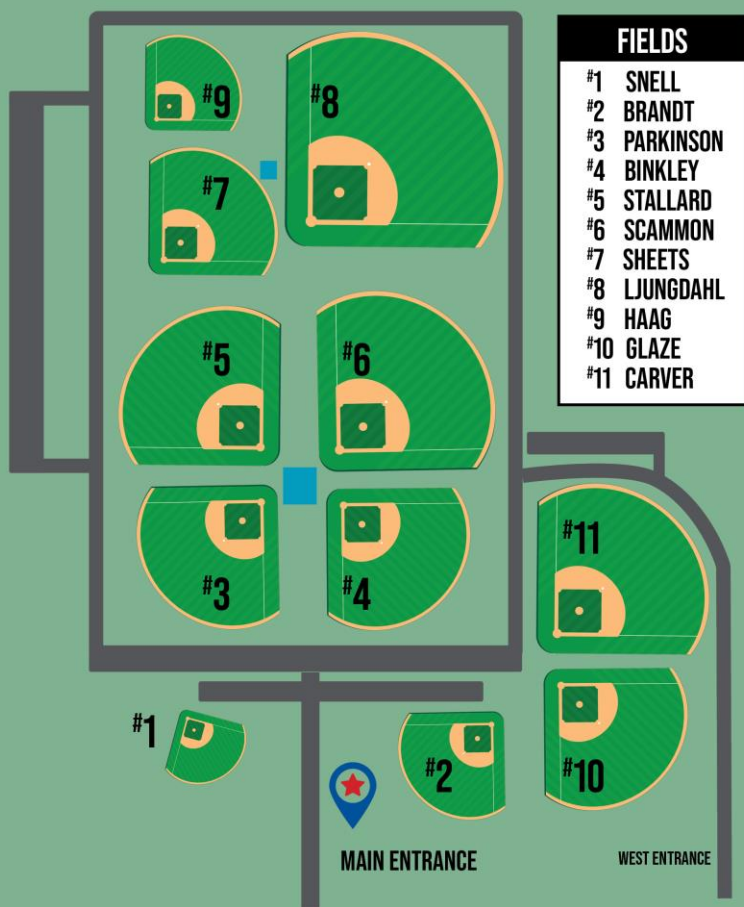 FIELDS
#1 SNELL
#2 BRANDT
#3 PARKINSON
#4 BINKLEY
#5 STALLARD
#6 SCAMMON
#7 SHEETS
#8 LJUNGDAHL
#9 HAAG
#10 GLAZE
#11 CARVER
#9
#8
#7
#5
#6
#11
#3
#4
#1
#2
#10
MAIN ENTRANCE
WEST ENTRANCE